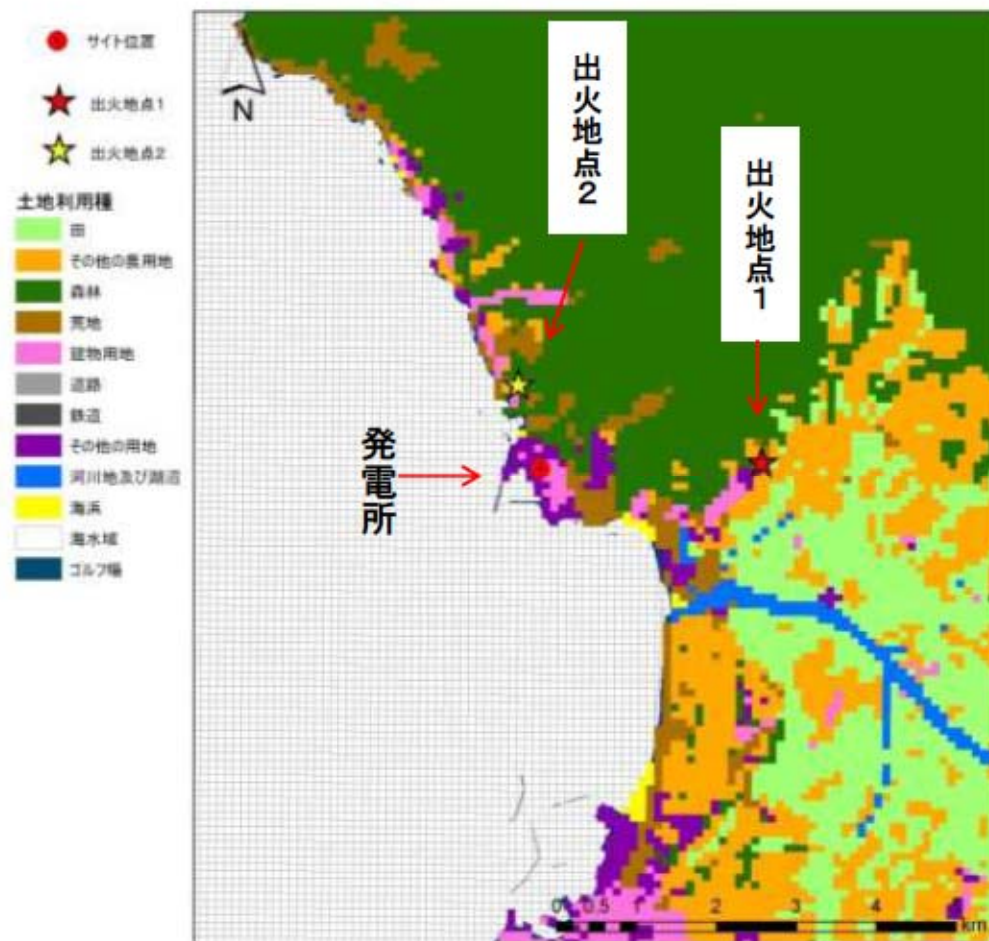 サイト位置
出火地点1
出火地点2
土地利用種
田
その他の農用地
森林
荒地
建物用地
道路
鉄道
その他の用地
河川地及び湖沼
海浜
海水域
ゴルフ場
N
出火地点2
出火地点1
発電所
0 0.5 1 2 3 4
km